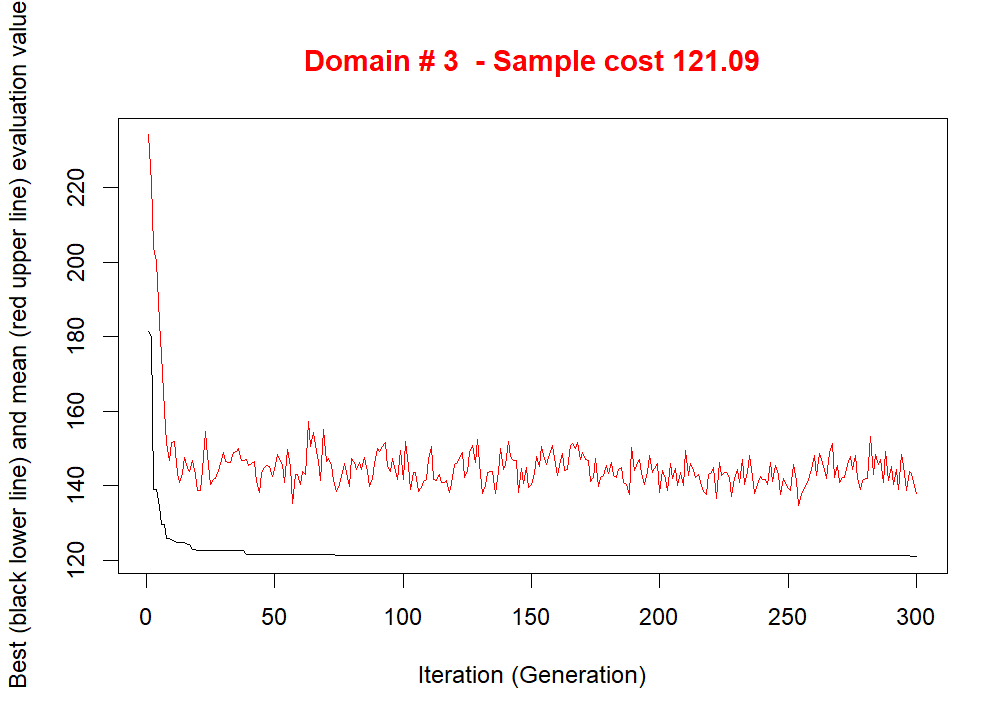 Domain # 3  - Sample cost 121.09
Best (black lower line) and mean (red upper line) evaluation value
220
200
180
160
140
120
0 50 100 150 200 250 300
Iteration (Generation)